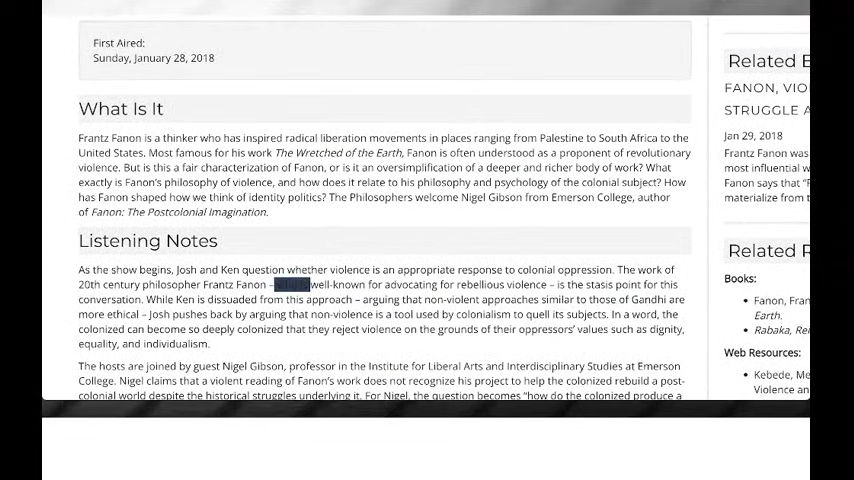 First Aired:
Sunday, January 28, 2018
What Is It
Frantz Fanon is a thinker who has inspired radical liberation movements in places ranging from Palestine to South Africa to the
United States. Most famous for his work The Wretched of the Earth, Fanon is often understood as a proponent of revolutionary
violence. But is this a fair characterization of Fanon, or is it an oversimplification of a deeper and richer body of work? What
exactly is Fanon's philosophy of violence, and how does it relate to his philosophy and psychology of the colonial subject? How
has Fanon shaped how we think of identity politics? The Philosophers welcome Nigel Gibson from Emerson College, author
of Fanon: The Postcolonial Imagination.
Listening Notes
As the show begins, Josh and Ken question whether violence is an appropriate response to colonial oppression. The work of
20th century philosopher Frantz Fanon – well-known for advocating for rebellious violence – is the stasis point for this
conversation. While Ken is dissuaded from this approach – arguing that non-violent approaches similar to those of Gandhi are
more ethical – Josh pushes back by arguing that non-violence is a tool used by colonialism to quell its subjects. In a word, the
colonized can become so deeply colonized that they reject violence on the grounds of their oppressors' values such as dignity,
equality, and individualism.
The hosts are joined by guest Nigel Gibson, professor in the Institute for Liberal Arts and Interdisciplinary Studies at Emerson
College. Nigel claims that a violent reading of Fanon's work does not recognize his project to help the colonized rebuild a post-
colonial world despite the historical struggles underlying it. For Nigel, the question becomes "how do the colonized produce a
Related B
FANON, VIO
STRUGGLE A
Jan 29, 2018
Frantz Fanon was
most influential w
Fanon says that "F
materialize from t
Related R
Books:
• Fanon, Fran
Earth.
• Rabaka, Rei
Web Resources:
• Kebede, Me
Violence an